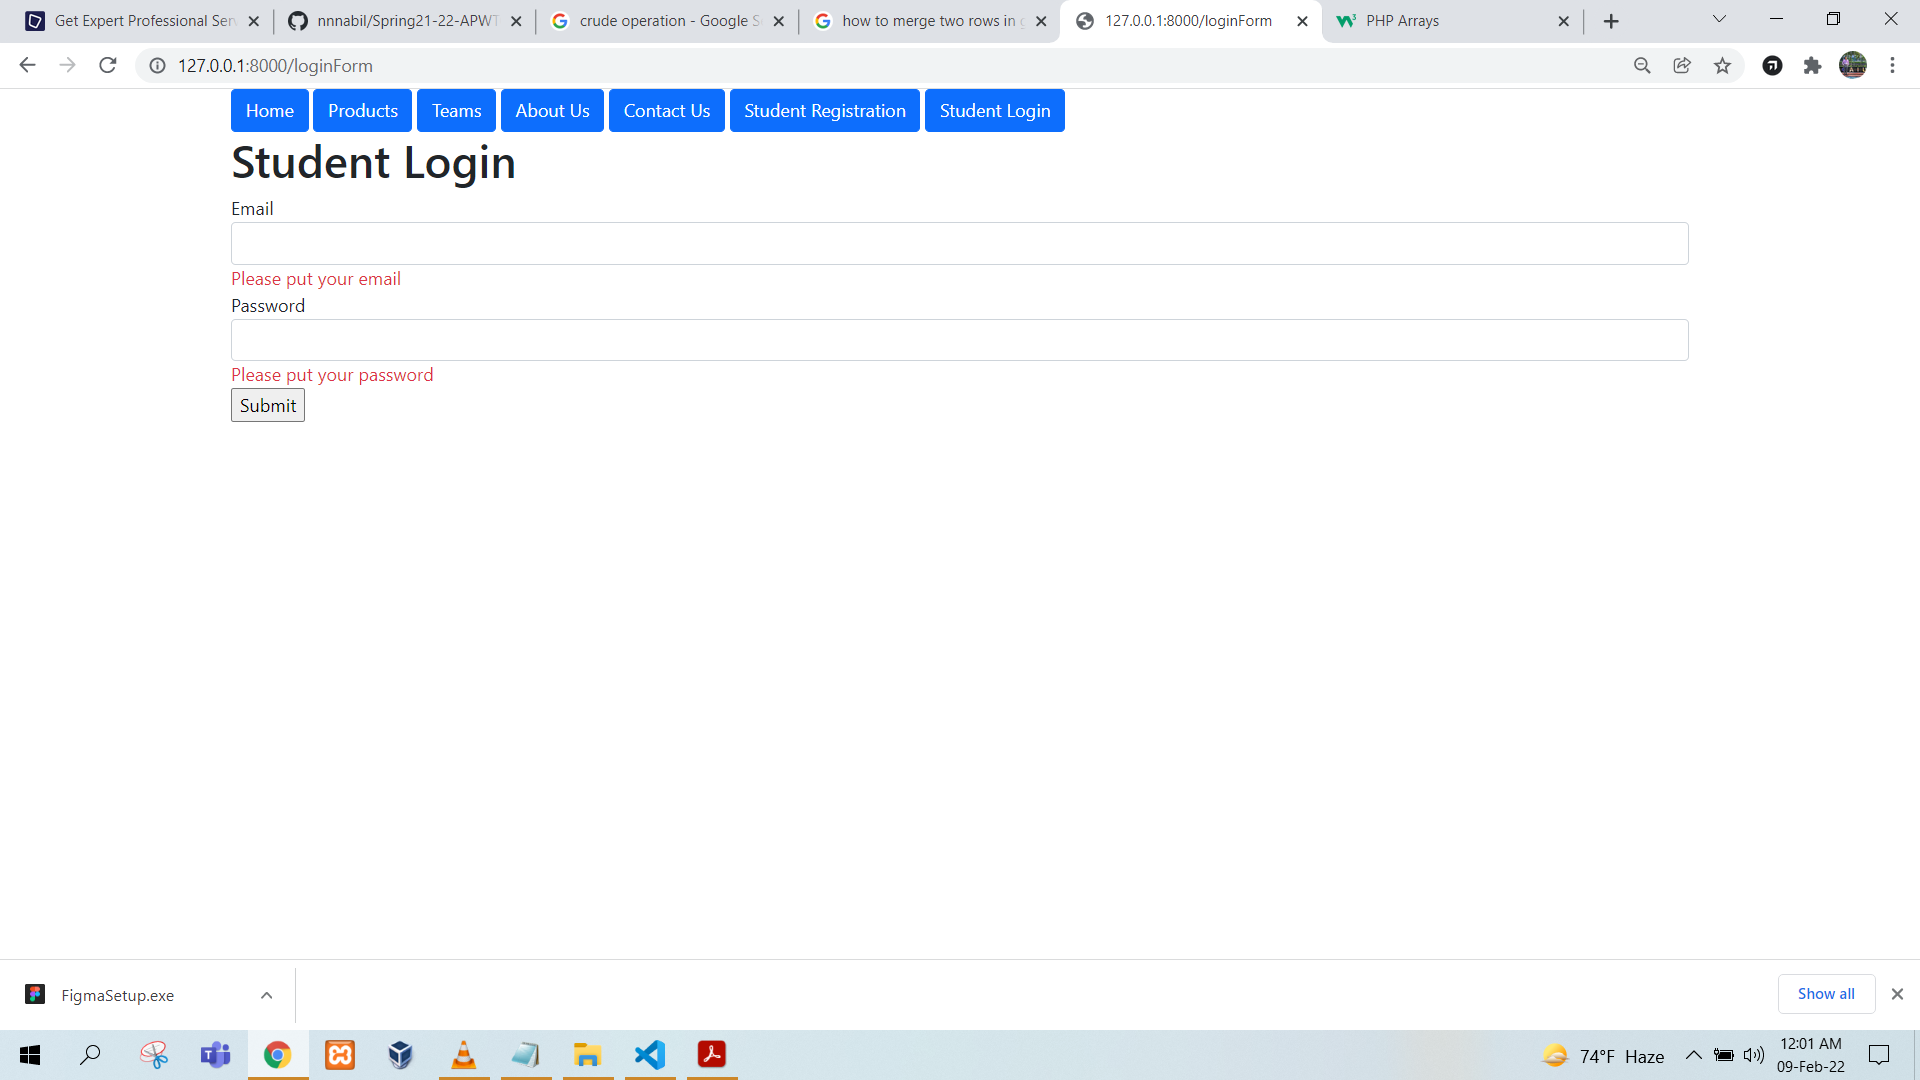 Get Expert Professional Ser
nnnabil/Spring21-22-APWT
crude operation - Google S
how to merge two rows in g
127.0.0.1:8000/loginForm
PHP Arrays
127.0.0.1:8000/loginForm
Home Products Teams About Us Contact Us Student Registration Student Login
Student Login
Email
Please put your email
Password
Please put your password
Submit
FigmaSetup.exe
Show all
74°F Haze
12:01 AM
09-Feb-22